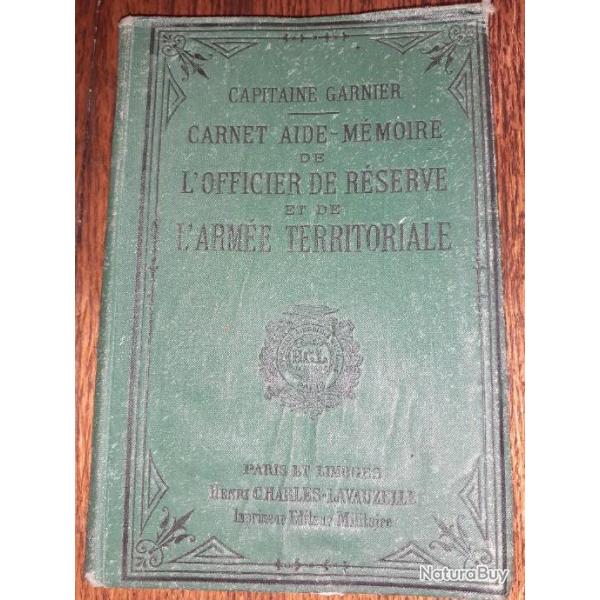 CAPITAINE GARNIER
CARNET AIDE-MÉMOIRE
DE
L'OFFICIER DE RÉSERVE
ET DE
L'ARMÉE TERRITORIALE
H.C.L.
PARIS ET LIMOGES
HENRI CHARLES-LAVAUZELLE
Imprimeur Editeur Militaire
NaturaBuy